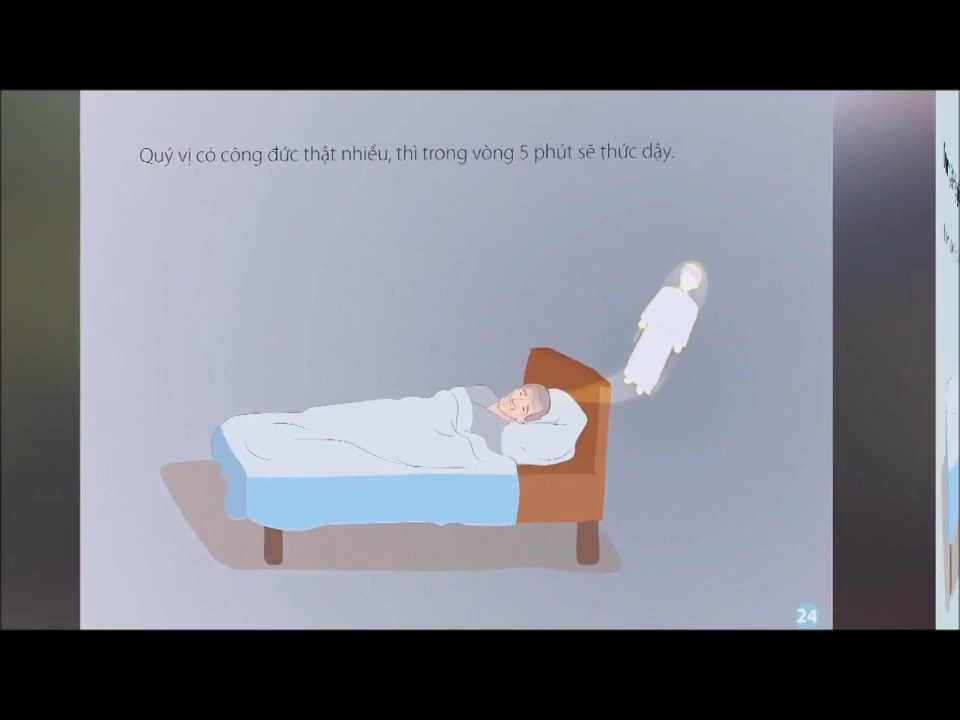 Quý vị có công đức thật nhiều, thì trong vòng 5 phút sẽ thức dậy.
24